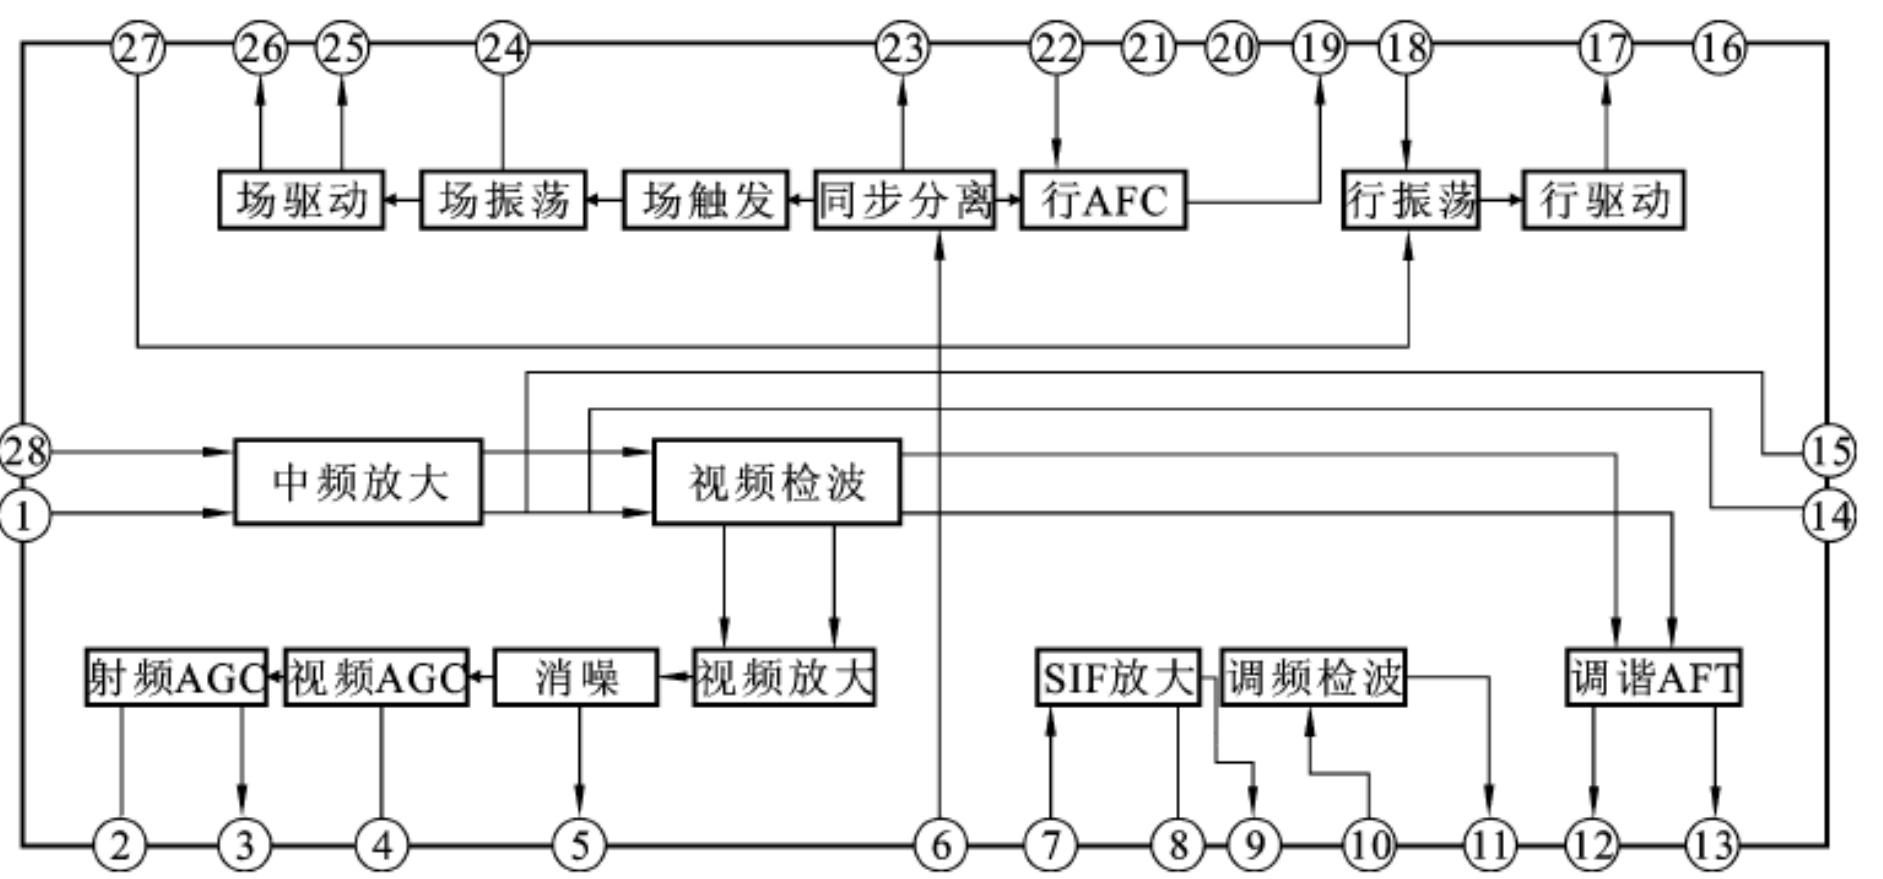 27 26 25 24 23 22 21 20 19 18 17 16
场驱动 场振荡 场触发 同步分离 行AFC 行振荡 行驱动
28 15
中频放大 视频检波
1 14
射频AGC 视频AGC 消噪 视频放大 SIF放大 调频检波 调谐AFT
2 3 4 5 6 7 8 9 10 11 12 13